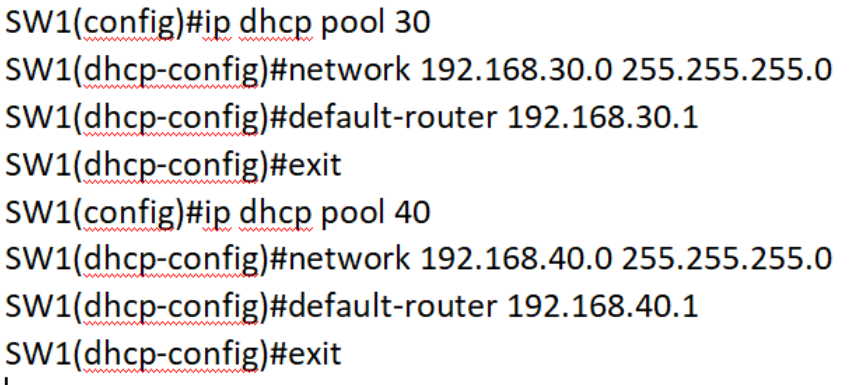 SW1(config)#ip dhcp pool 30
SW1(dhcp-config)#network 192.168.30.0 255.255.255.0
SW1(dhcp-config)#default-router 192.168.30.1
SW1(dhcp-config)#exit
SW1(config)#ip dhcp pool 40
SW1(dhcp-config)#network 192.168.40.0 255.255.255.0
SW1(dhcp-config)#default-router 192.168.40.1
SW1(dhcp-config)#exit